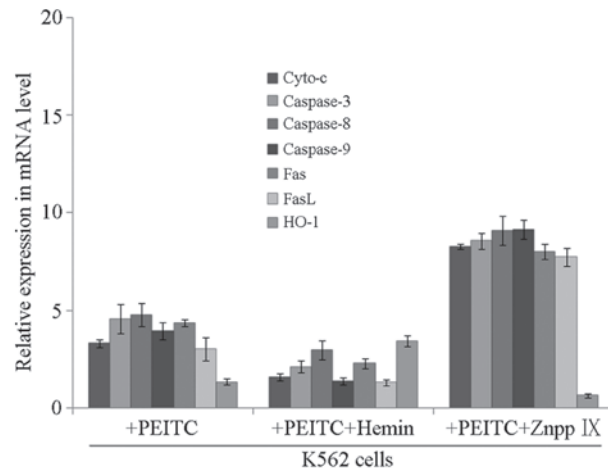 Relative expression in mRNA level
20
15
10
5
0
Cyto-c
Caspase-3
Caspase-8
Caspase-9
Fas
FasL
HO-1
+PEITC +PEITC+Hemin +PEITC+Znpp IX
K562 cells